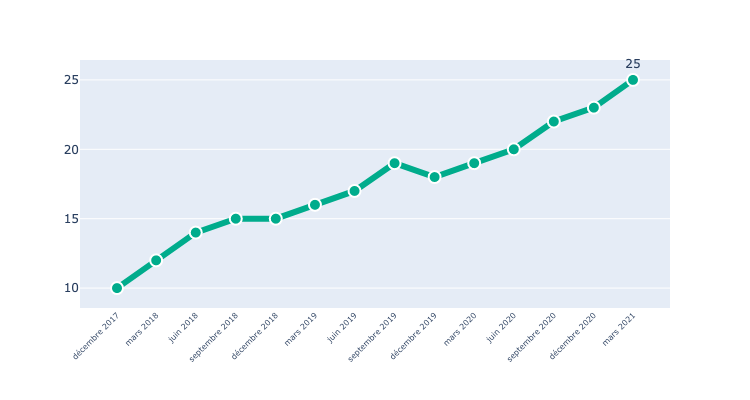 25
25
20
15
10
décembre 2017
mars 2018
juin 2018
septembre 2018
décembre 2018
mars 2019
juin 2019
septembre 2019
décembre 2019
mars 2020
juin 2020
septembre 2020
décembre 2020
mars 2021